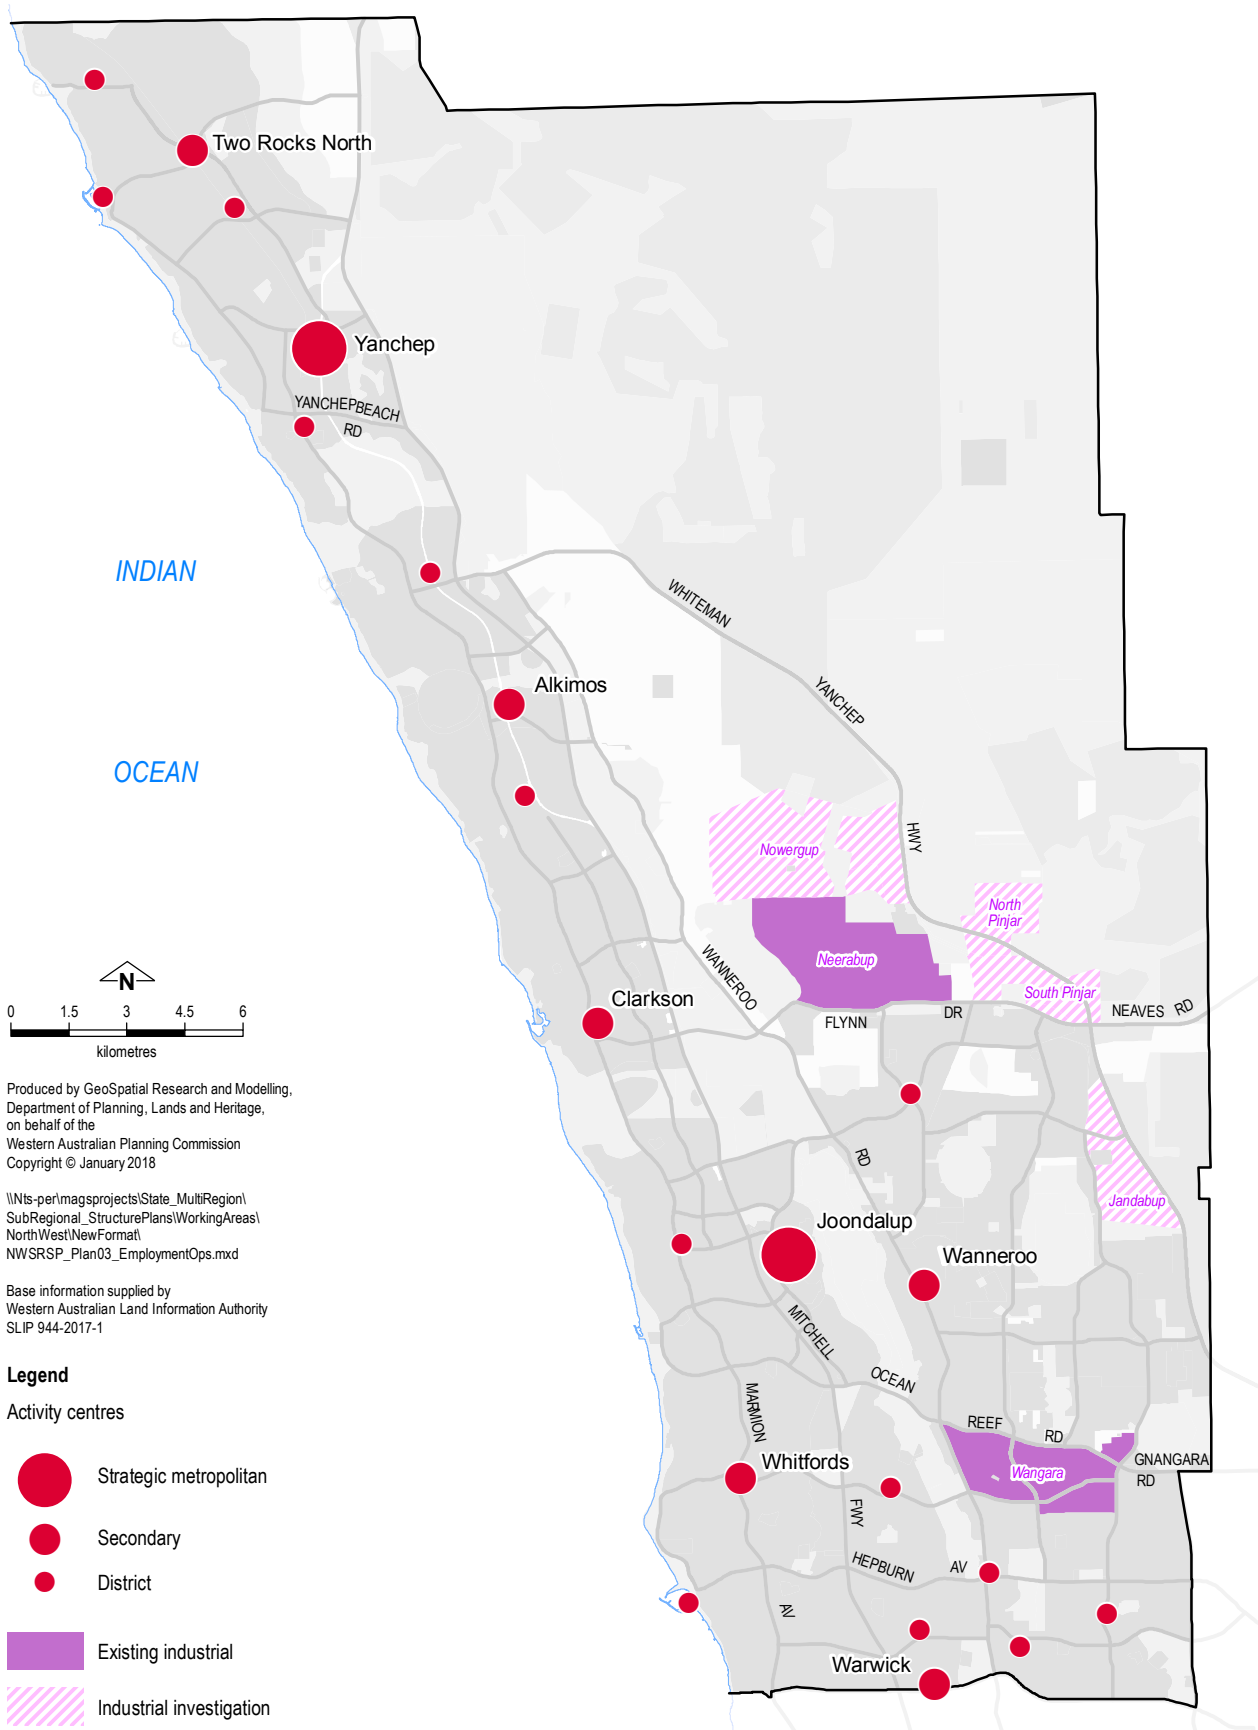 Two Rocks North
Yanchep
YANCHEPBEACH
RD
INDIAN
WHITEMAN
Alkimos
YANCHEP
OCEAN
HWY
Nowergup
North
Pinjar
Neerabup
WANNEROO
South Pinjar
N
Clarkson
NEAVES RD
FLYNN
DR
0 1.5 3 4.5 6
kilometres
Produced by GeoSpatial Research and Modelling,
Department of Planning, Lands and Heritage,
on behalf of the
Western Australian Planning Commission
Copyright © January 2018
RD
\\Nts-per\magsprojects\State_MultiRegion\
SubRegional_StructurePlans\WorkingAreas\
NorthWest\NewFormat\
NWSRSP_Plan03_EmploymentOps.mxd
Jandabup
Joondalup
Wanneroo
Base information supplied by
Western Australian Land Information Authority
SLIP 944-2017-1
MITCHELL
OCEAN
Legend
Activity centres
MARMION
REEF
RD
GNANGARA
RD
Whitfords
Wangara
Strategic metropolitan
FWY
Secondary
HEPBURN
AV
District
AV
Existing industrial
Warwick
Industrial investigation